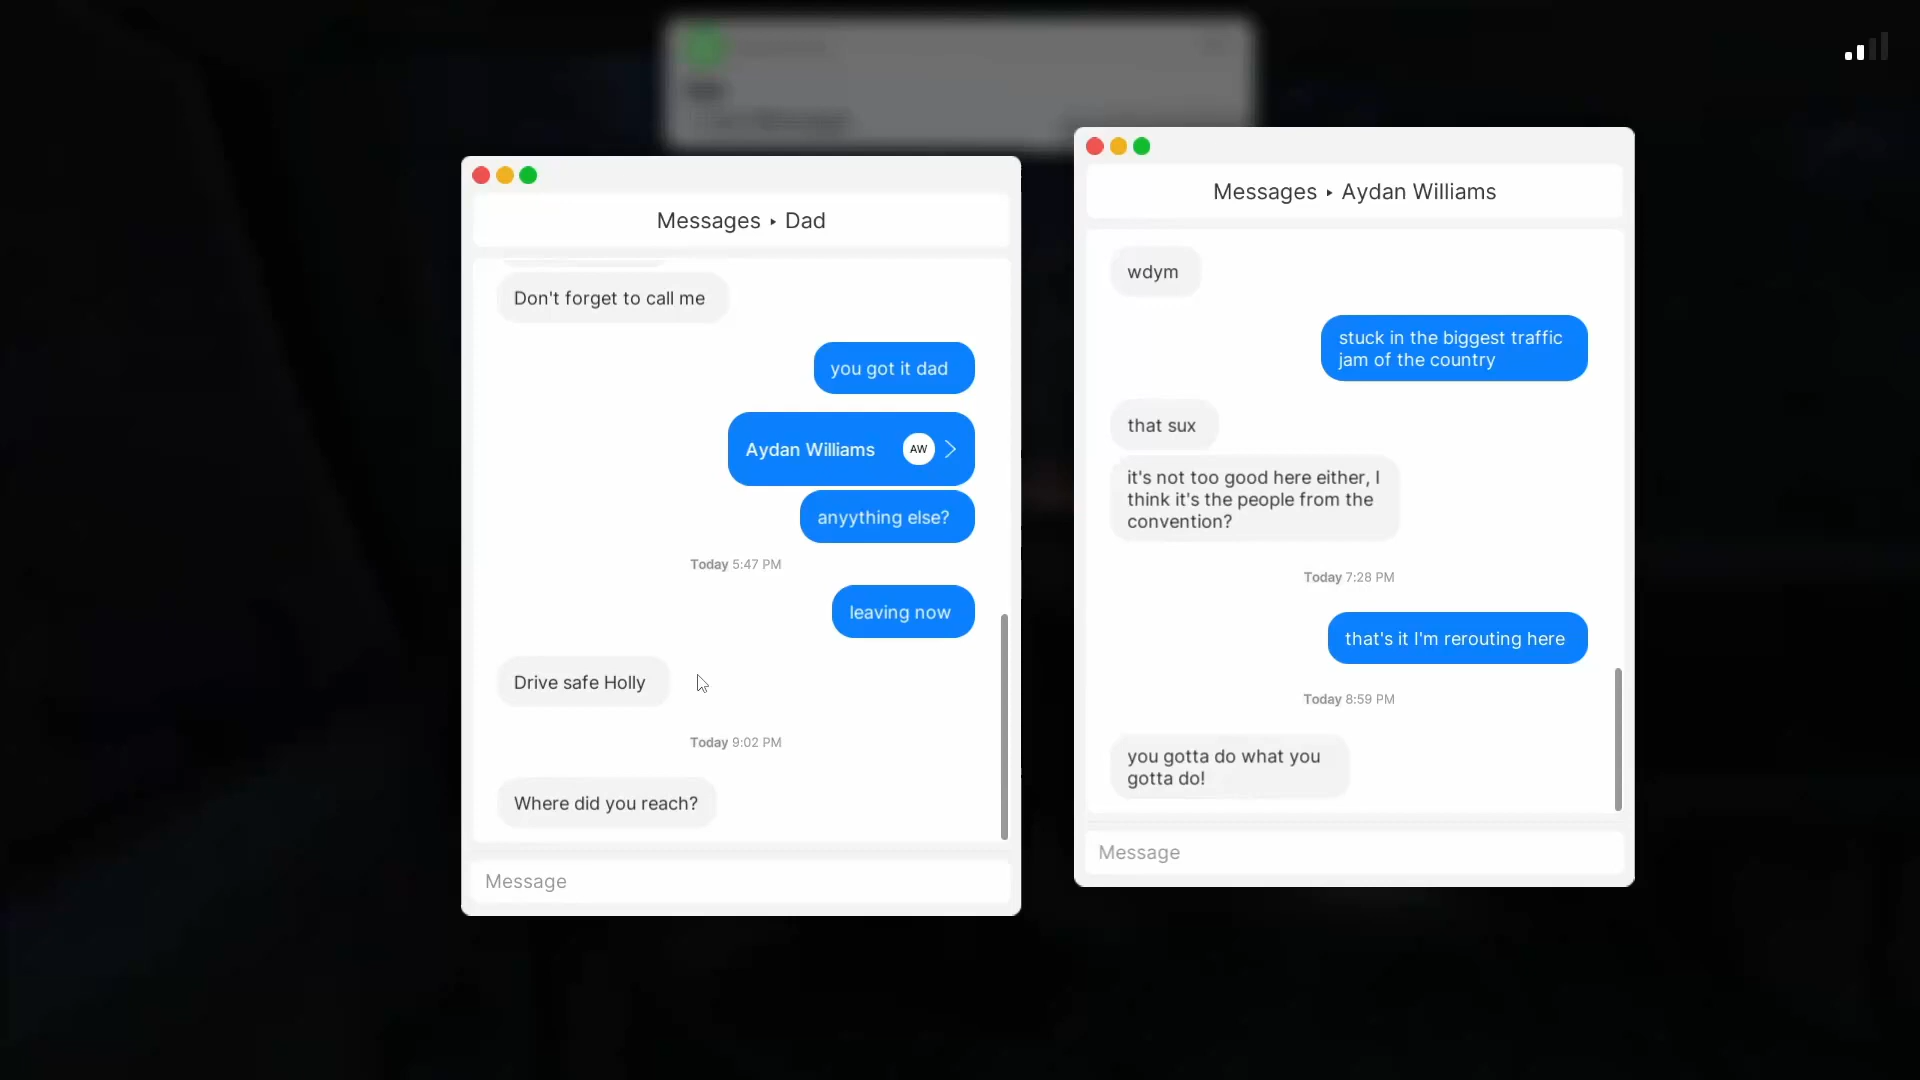 Messages ▸ Dad
Don't forget to call me
you got it dad
Aydan Williams AW
anyything else?
Today 5:47 PM
leaving now
Drive safe Holly
Today 9:02 PM
Where did you reach?
Message
Messages ▸ Aydan Williams
wdym
stuck in the biggest traffic
jam of the country
that sux
it's not too good here either, I
think it's the people from the
convention?
Today 7:28 PM
that's it I'm rerouting here
Today 8:59 PM
you gotta do what you
gotta do!
Message